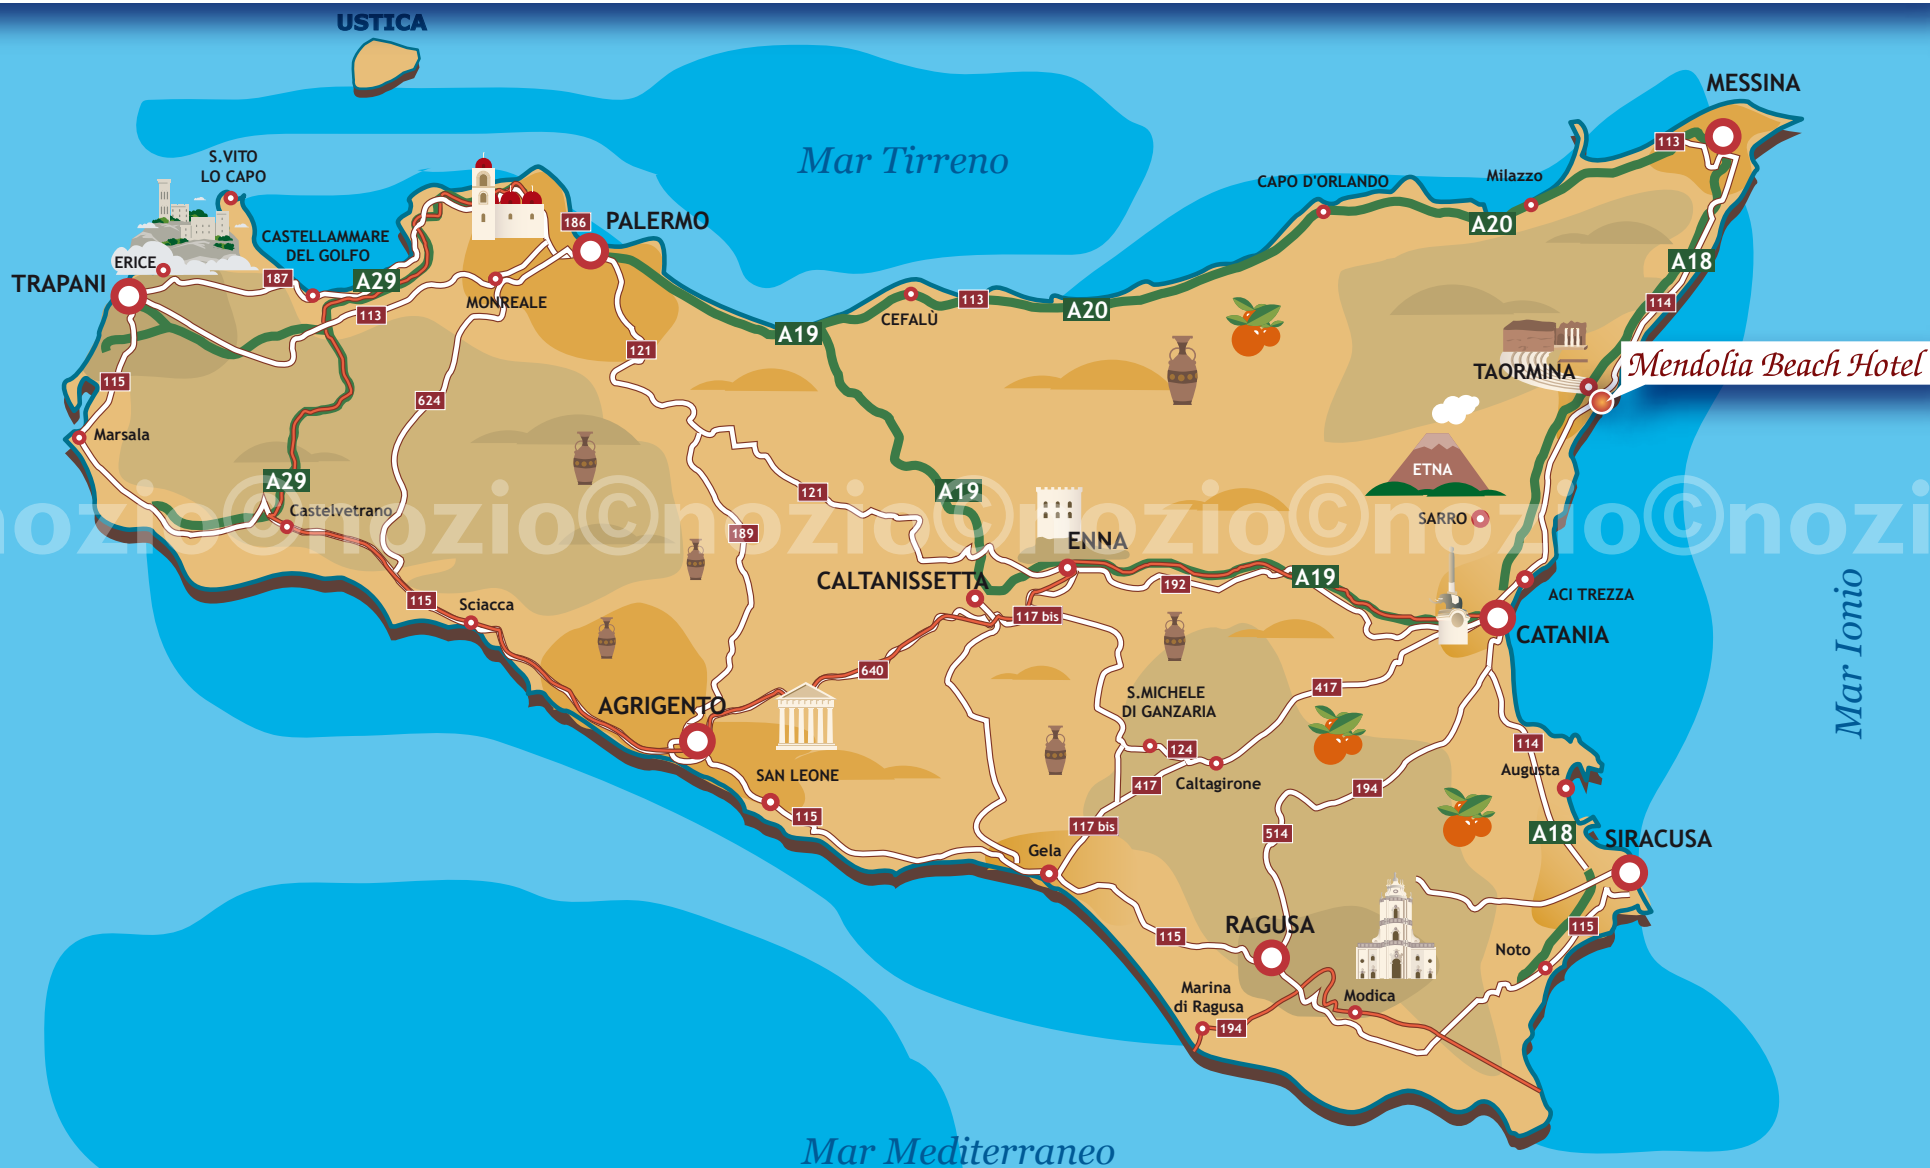 USTICA
MESSINA
Mar Tirreno
113
S.VITO
LO CAPO
Milazzo
CAPO D'ORLANDO
186
PALERMO
A20
CASTELLAMMARE
DEL GOLFO
ERICE
187
A29
TRAPANI
A18
MONREALE
113
CEFALÙ
113
A20
114
A19
121
Mendolia Beach Hotel
TAORMINA
115
624
Marsala
ETNA
A29
121
A19
Castelvetrano
SARRO
nozio©nozio©nozio©nozio©nozi
189
ENNA
CALTANISSETTA
192
A19
ACI TREZZA
Mar Ionio
115
Sciacca
117 bis
CATANIA
640
417
S.MICHELE
DI GANZARIA
AGRIGENTO
124
114
Augusta
SAN LEONE
417
Caltagirone
194
115
117 bis
514
A18
SIRACUSA
Gela
RAGUSA
115
115
Noto
Marina
di Ragusa
Modica
194
Mar Mediterraneo